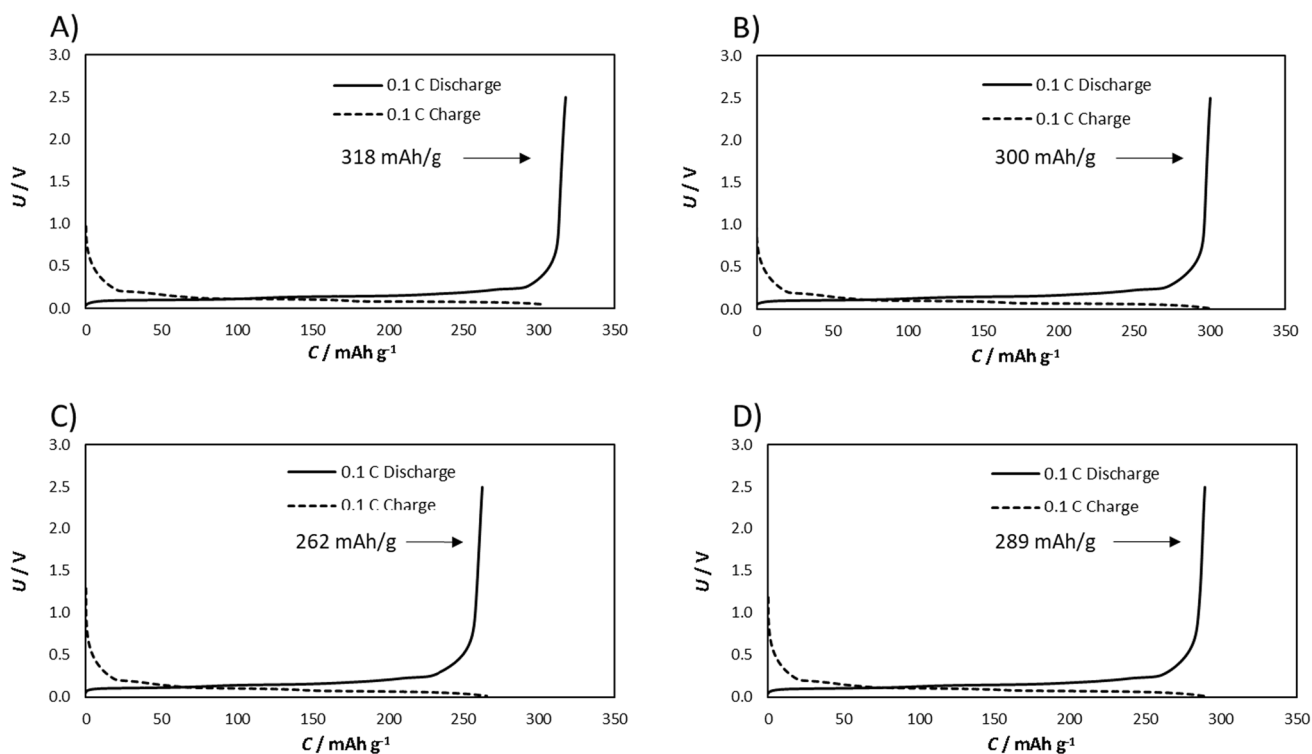 A)
3.0
2.5
2.0
1.5
1.0
0.5
0.0
U / V
0.1 C Discharge
0.1 C Charge
318 mAh/g
0 50 100 150 200 250 300 350
C / mAh g⁻¹
B)
3.0
2.5
2.0
1.5
1.0
0.5
0.0
U / V
0.1 C Discharge
0.1 C Charge
300 mAh/g
0 50 100 150 200 250 300 350
C / mAh g⁻¹
C)
3.0
2.5
2.0
1.5
1.0
0.5
0.0
U / V
0.1 C Discharge
0.1 C Charge
262 mAh/g
0 50 100 150 200 250 300 350
C / mAh g⁻¹
D)
3.0
2.5
2.0
1.5
1.0
0.5
0.0
U / V
0.1 C Discharge
0.1 C Charge
289 mAh/g
0 50 100 150 200 250 300 350
C / mAh g⁻¹